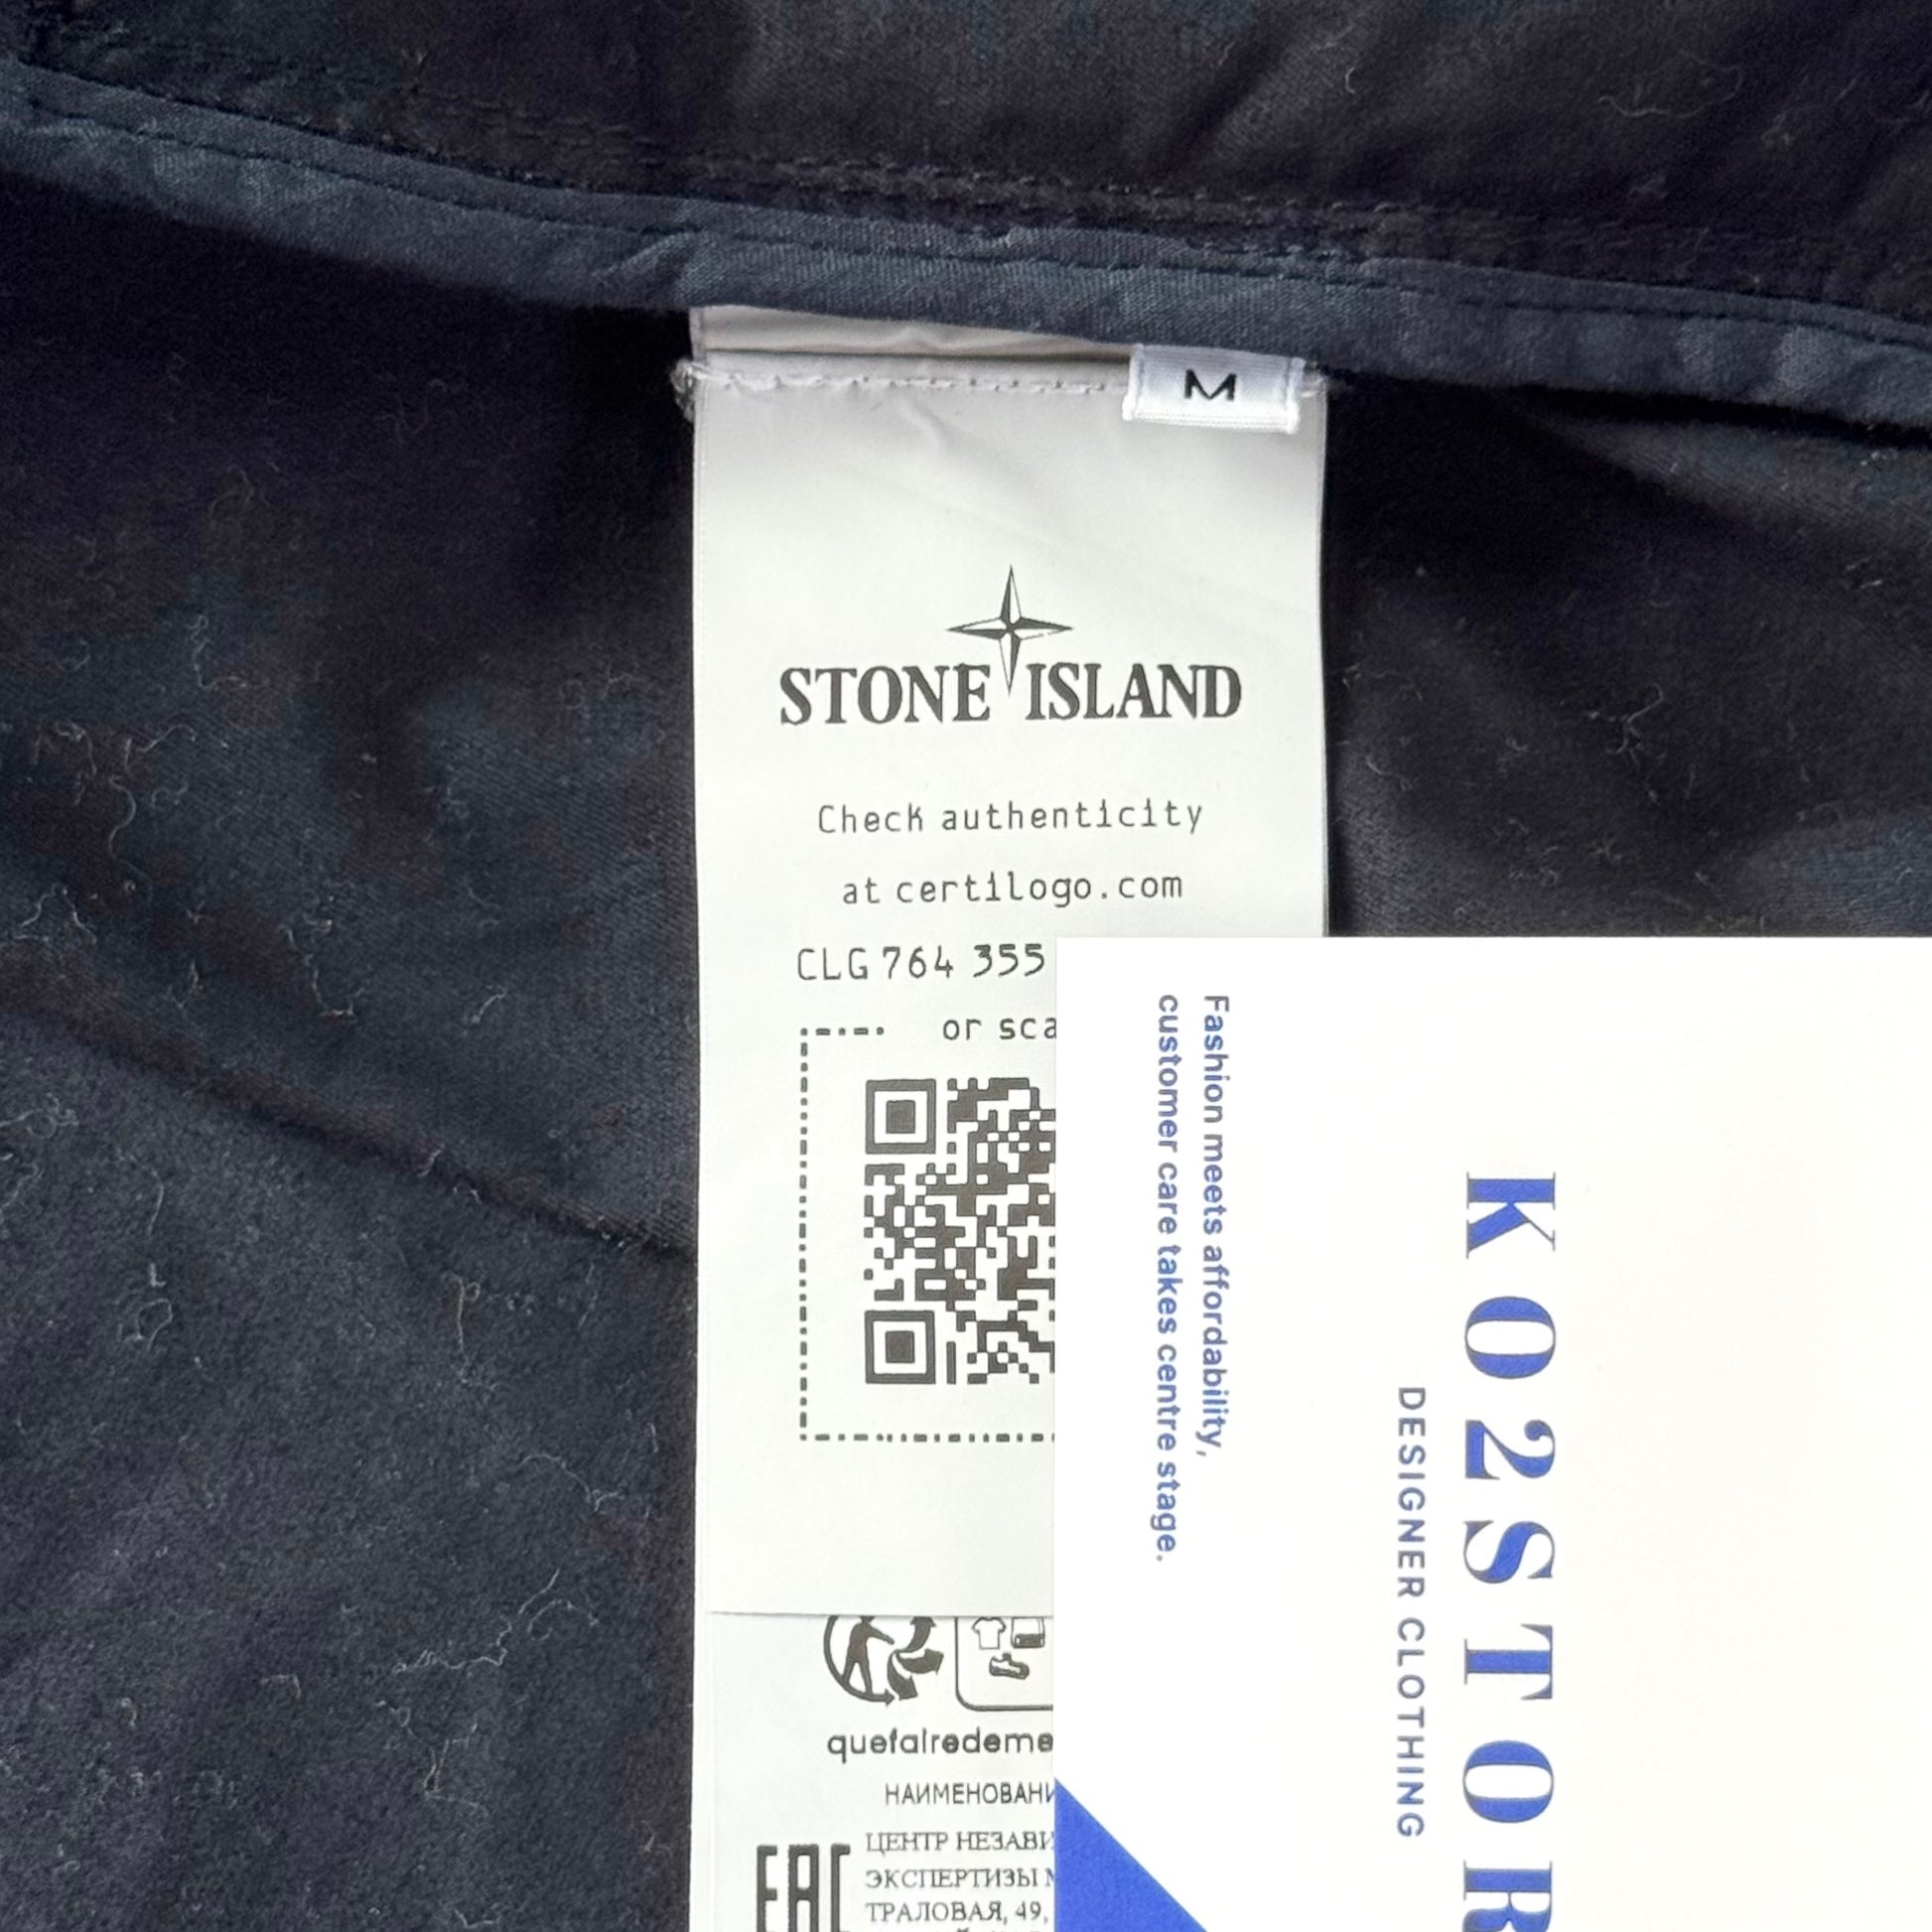 M
STONE ISLAND
Check authenticity
at certilogo.com
CLG 764 355
or sca
quefairedeme
НАИМЕНОВАНИ
ЦЕНТР НЕЗАВИ
ЭКСПЕРТИЗЫ
ТРАЛОВАЯ, 49,
EAC
Fashion meets affordability,
customer care takes centre stage.
KO2STOR
DESIGNER CLOTHING